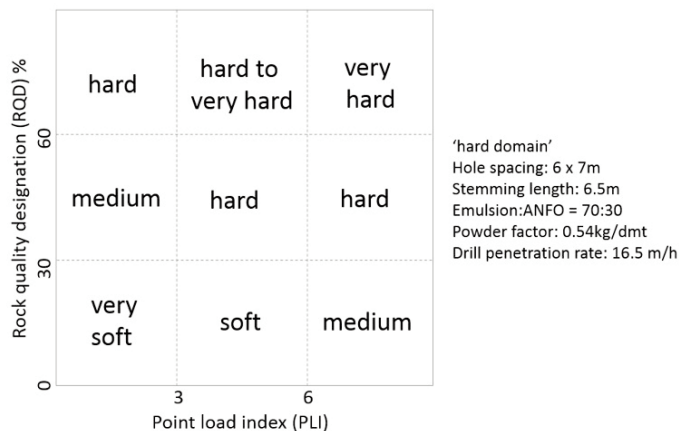 Rock quality designation (RQD) %
60
30
0
hard
hard to
very hard
very
hard
medium
hard
hard
very
soft
soft
medium
3
6
Point load index (PLI)
‘hard domain’
Hole spacing: 6 x 7m
Stemming length: 6.5m
Emulsion:ANFO = 70:30
Powder factor: 0.54kg/dmt
Drill penetration rate: 16.5 m/h